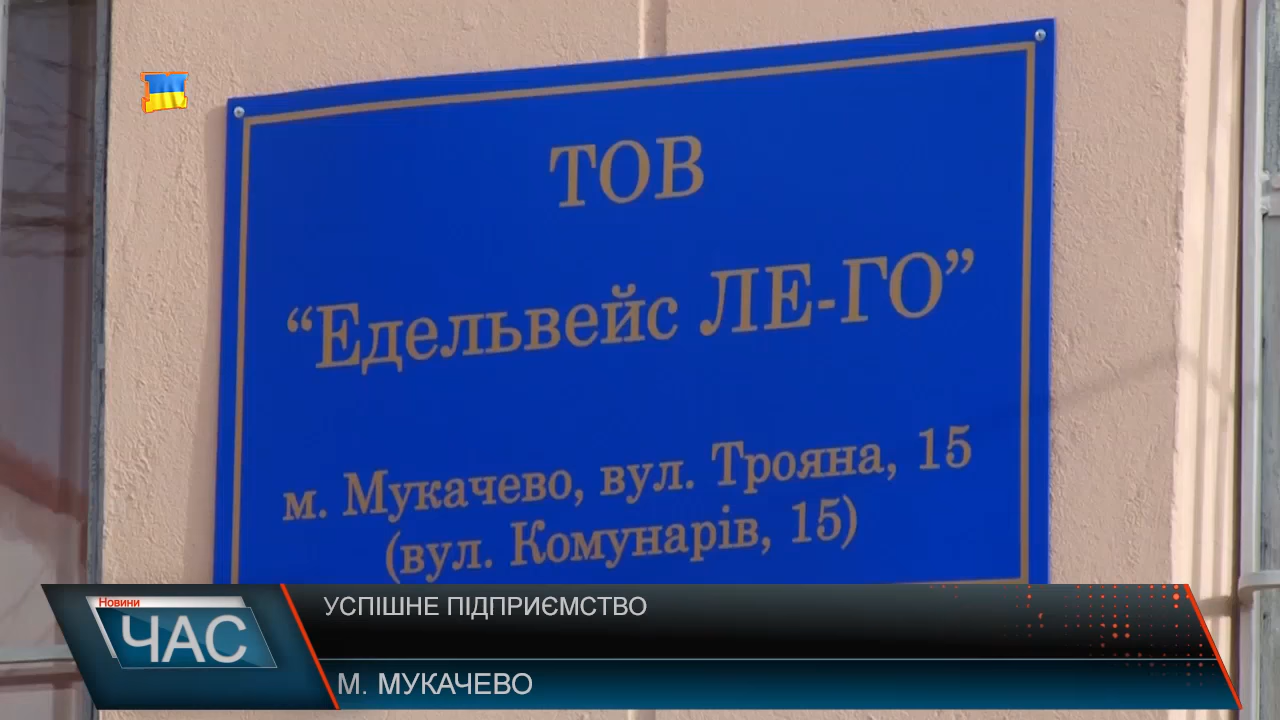 ТОВ
“Едельвейс ЛЕ-ГО”
м. Мукачево, вул. Трояна, 15
(вул. Комунарів, 15)
Новини
ЧАС
УСПІШНЕ ПІДПРИЄМСТВО
М. МУКАЧЕВО